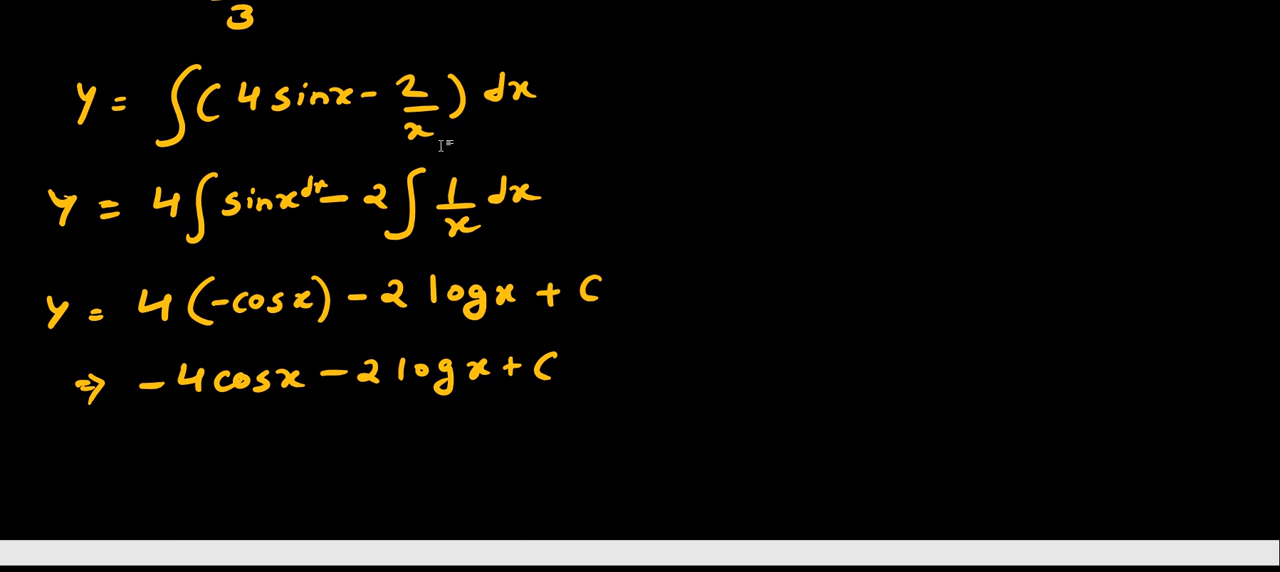 3
y = ∫( 4 sinx - 2/x ) dx
y = 4∫ sinx dx - 2∫ 1/x dx
y = 4(-cosx) - 2 logx + C
⇒ - 4cosx - 2 logx + C